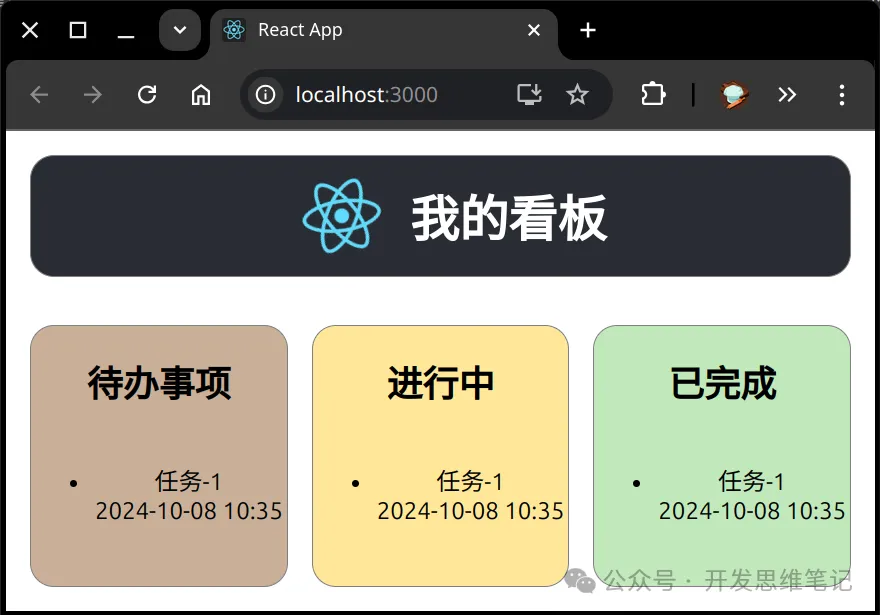 React App
localhost:3000
我的看板
待办事项
进行中
已完成
任务-1
2024-10-08 10:35
任务-1
2024-10-08 10:35
任务-1
2024-10-08 10:35
公众号 · 开发思维笔记